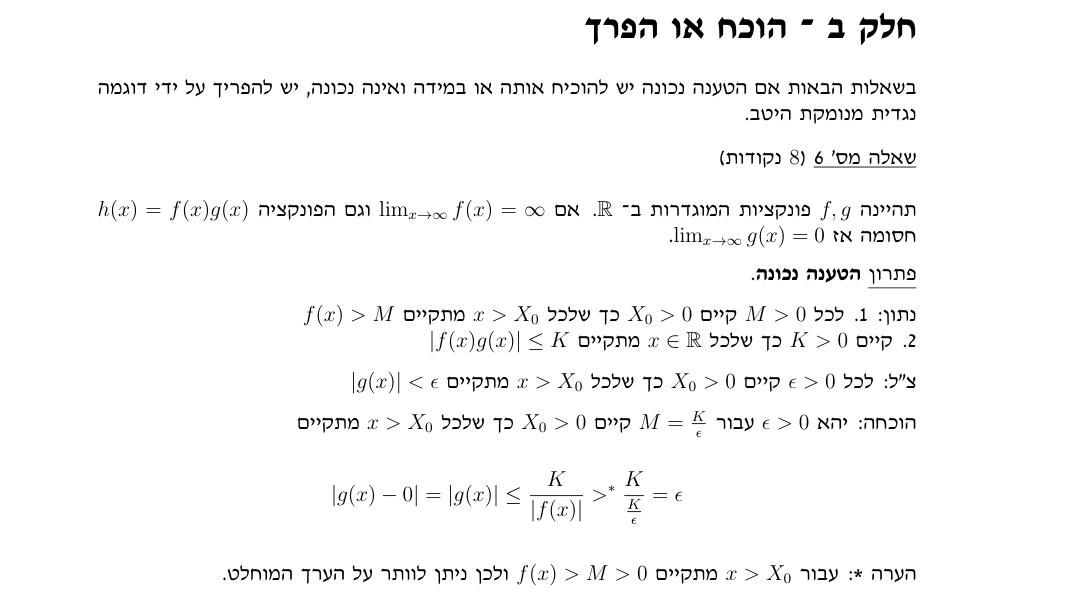 חלק ב - הוכח או הפרך
בשאלות הבאות אם הטענה נכונה יש להוכיח אותה או במידה ואינה נכונה, יש להפריך על ידי דוגמה
נגדית מנומקת היטב.
שאלה מס' 6 (8 נקודות)
תהיינה f, g פונקציות המוגדרות ב־ ℝ. אם lim_{x→∞} f(x) = ∞ וגם הפונקציה h(x) = f(x)g(x)
חסומה אז lim_{x→∞} g(x) = 0.
פתרון הטענה נכונה.
נתון: 1. לכל M > 0 קיים X_0 > 0 כך שלכל x > X_0 מתקיים f(x) > M
2. קיים K > 0 כך שלכל x ∈ ℝ מתקיים |f(x)g(x)| ≤ K
צ"ל: לכל ϵ > 0 קיים X_0 > 0 כך שלכל x > X_0 מתקיים |g(x)| < ϵ
הוכחה: יהא ϵ > 0 עבור M = \frac{K}{ϵ} קיים X_0 > 0 כך שלכל x > X_0 מתקיים
|g(x) − 0| = |g(x)| ≤ \frac{K}{|f(x)|} >^* \frac{K}{\frac{K}{ϵ}} = ϵ
הערה *: עבור x > X_0 מתקיים f(x) > M > 0 ולכן ניתן לוותר על הערך המוחלט.